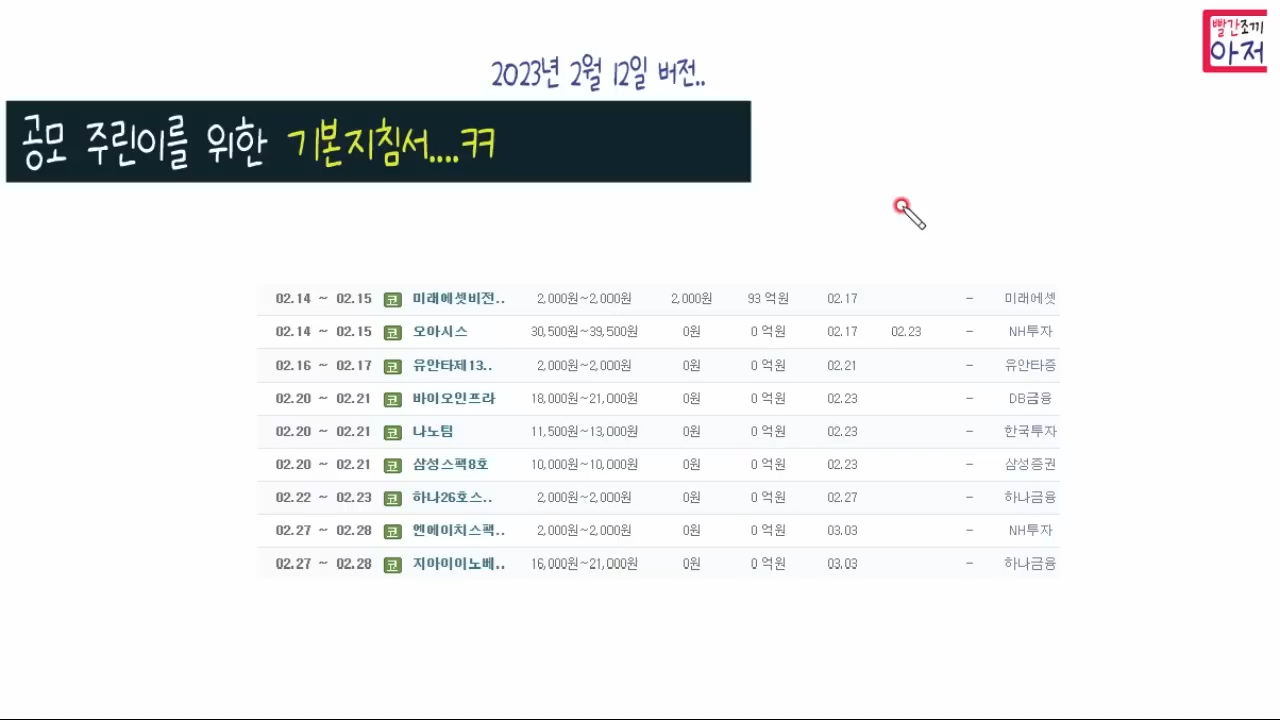 빨간조끼
아저
2023년 2월 12일 버전..
공모 주린이를 위한 기본지침서....ㅋㅋ
02.14 ~ 02.15 코 미래에셋비전.. 2,000원~2,000원 2,000원 93 억원 02.17 - 미래에셋
02.14 ~ 02.15 코 오아시스 30,500원~39,500원 0원 0 억원 02.17 02.23 - NH투자
02.16 ~ 02.17 코 유안타제13.. 2,000원~2,000원 0원 0 억원 02.21 - 유안타증
02.20 ~ 02.21 코 바이오인프라 18,000원~21,000원 0원 0 억원 02.23 - DB금융
02.20 ~ 02.21 코 나노팀 11,500원~13,000원 0원 0 억원 02.23 - 한국투자
02.20 ~ 02.21 코 삼성스팩8호 10,000원~10,000원 0원 0 억원 02.23 - 삼성증권
02.22 ~ 02.23 코 하나26호스.. 2,000원~2,000원 0원 0 억원 02.27 - 하나금융
02.27 ~ 02.28 코 엔에이치스팩.. 2,000원~2,000원 0원 0 억원 03.03 - NH투자
02.27 ~ 02.28 코 지아이이노베.. 16,000원~21,000원 0원 0 억원 03.03 - 하나금융